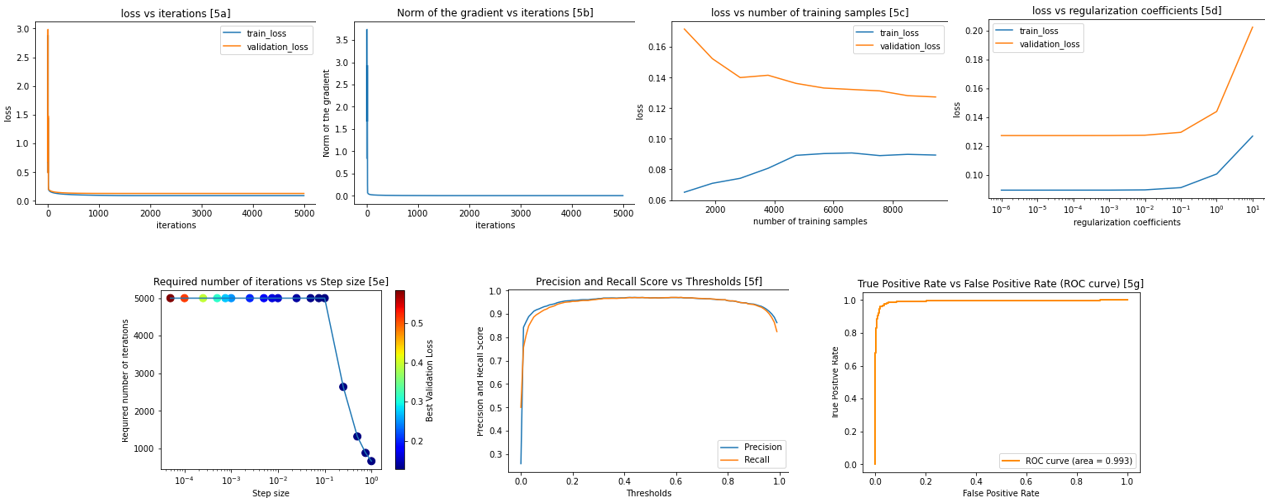 loss vs iterations [5a]
3.0
2.5
2.0
1.5
1.0
0.5
0.0
loss
train_loss
validation_loss
0
1000
2000
3000
4000
5000
iterations
Norm of the gradient vs iterations [5b]
3.5
3.0
2.5
2.0
1.5
1.0
0.5
0.0
Norm of the gradient
0
1000
2000
3000
4000
5000
iterations
loss vs number of training samples [5c]
0.16
0.14
0.12
0.10
0.08
0.06
loss
train_loss
validation_loss
2000
4000
6000
8000
number of training samples
loss vs regularization coefficients [5d]
0.20
0.18
0.16
0.14
0.12
0.10
loss
train_loss
validation_loss
10⁻⁶
10⁻⁵
10⁻⁴
10⁻³
10⁻²
10⁻¹
10⁰
10¹
regularization coefficients
Required number of iterations vs Step size [5e]
5000
4000
3000
2000
1000
Required number of iterations
10⁻⁴
10⁻³
10⁻²
10⁻¹
10⁰
Step size
0.5
0.4
0.3
0.2
Best Validation Loss
Precision and Recall Score vs Thresholds [5f]
1.0
0.9
0.8
0.7
0.6
0.5
0.4
0.3
Precision and Recall Score
Precision
Recall
0.0
0.2
0.4
0.6
0.8
1.0
Thresholds
True Positive Rate vs False Positive Rate (ROC curve) [5g]
1.0
0.8
0.6
0.4
0.2
0.0
True Positive Rate
ROC curve (area = 0.993)
0.0
0.2
0.4
0.6
0.8
1.0
False Positive Rate